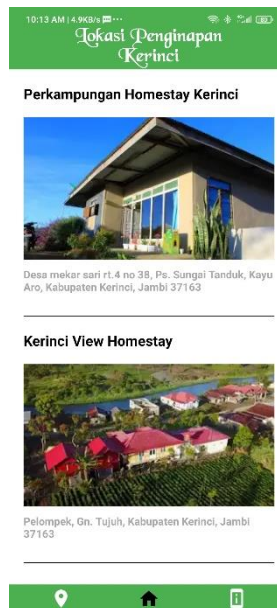 10:13 AM | 4.9KB/s
Lokasi Penginapan
Kerinci
Perkampungan Homestay Kerinci
Desa mekar sari rt.4 no 38, Ps. Sungai Tanduk, Kayu
Aro, Kabupaten Kerinci, Jambi 37163
Kerinci View Homestay
Pelompek, Gn. Tujuh, Kabupaten Kerinci, Jambi
37163